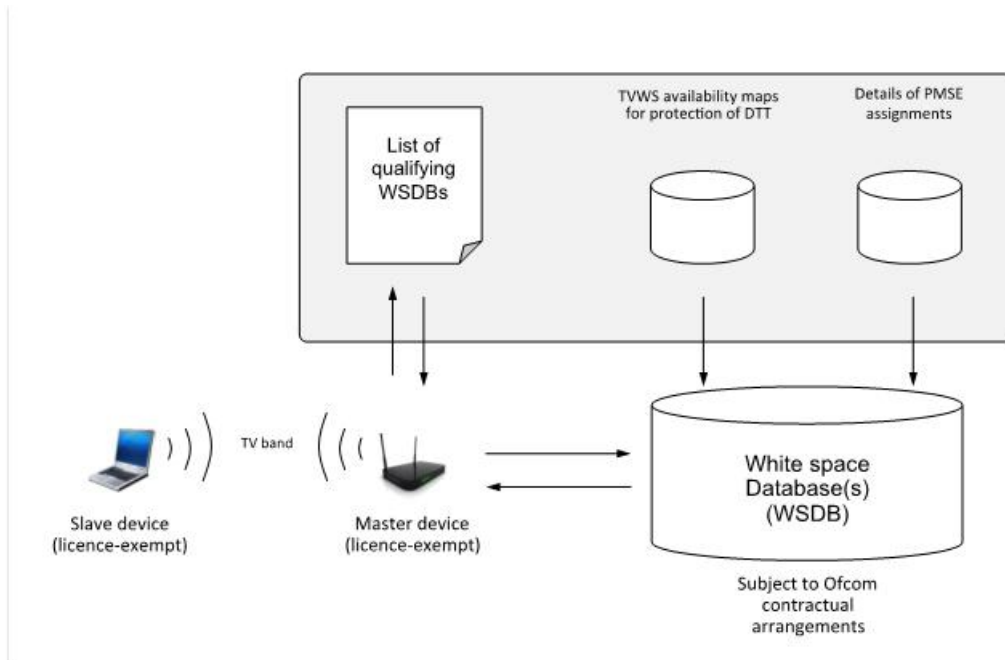 TVWS availability maps
for protection of DTT
Details of PMSE
assignments
List of
qualifying
WSDBs
TV band
White space
Database(s)
(WSDB)
Slave device
(licence-exempt)
Master device
(licence-exempt)
Subject to Ofcom
contractual
arrangements